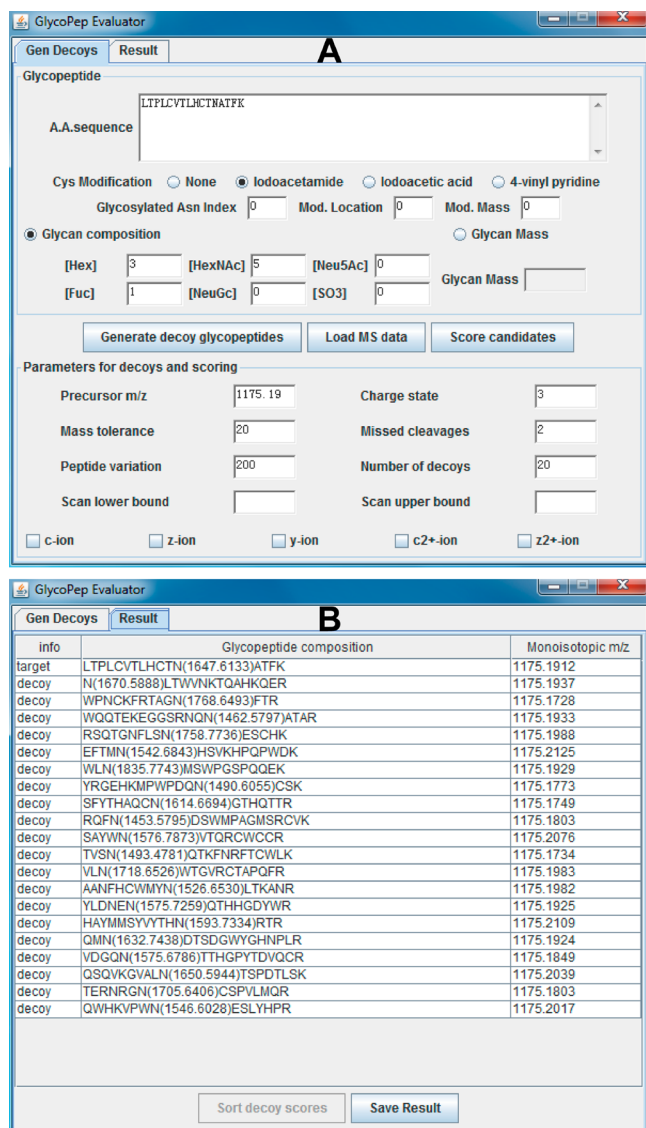 GlycoPep Evaluator
A
Gen Decoys Result
Glycopeptide
A.A.sequence LTPLCVTLHCTNATFK
Cys Modification None Iodoacetamide Iodoacetic acid 4-vinyl pyridine
Glycosylated Asn Index 0 Mod. Location 0 Mod. Mass 0
Glycan composition Glycan Mass
[Hex] 3 [HexNAc] 5 [Neu5Ac] 0
Glycan Mass
[Fuc] 1 [NeuGc] 0 [SO3] 0
Generate decoy glycopeptides Load MS data Score candidates
Parameters for decoys and scoring
Precursor m/z 1175.19 Charge state 3
Mass tolerance 20 Missed cleavages 2
Peptide variation 200 Number of decoys 20
Scan lower bound Scan upper bound
c-ion z-ion y-ion c2+-ion z2+-ion
GlycoPep Evaluator
B
Gen Decoys Result
info Glycopeptide composition Monoisotopic m/z
target LTPLCVTLHCTN(1647.6133)ATFK 1175.1912
decoy N(1670.5888)LTWVNKTQAHKQER 1175.1937
decoy WPNCKFRTAGN(1768.6493)FTR 1175.1728
decoy WQQTEKEGGSRNQN(1462.5797)ATAR 1175.1933
decoy RSQTGNFLSN(1758.7736)ESCHK 1175.1988
decoy EFTMN(1542.6843)HSVKHPQPWDK 1175.2125
decoy WLN(1835.7743)MSWPGSPQQEK 1175.1929
decoy YRGEHKMPWPDQN(1490.6055)CSK 1175.1773
decoy SFYTHAQCN(1614.6694)GTHQTTR 1175.1749
decoy RQFN(1453.5795)DSWMPAGMSRCVK 1175.1803
decoy SAYWN(1576.7873)VTQRCWCCR 1175.2076
decoy TVSN(1493.4781)QTKFNRFTCWLK 1175.1734
decoy VLN(1718.6526)WTGVRCTAPQFR 1175.1983
decoy AANFHCWMYN(1526.6530)LTKANR 1175.1982
decoy YLDNEN(1575.7259)QTHHGDYWR 1175.1925
decoy HAYMMSYVYTHN(1593.7334)RTR 1175.2109
decoy QMN(1632.7438)DTSDGWYGHNPLR 1175.1924
decoy VDGQN(1575.6786)TTHGPYTDVQCR 1175.1849
decoy QSQVKGVALN(1650.5944)TSPDTLSK 1175.2039
decoy TERNRGN(1705.6406)CSPVLMQR 1175.1803
decoy QWHKVPWN(1546.6028)ESLYHPR 1175.2017
Sort decoy scores Save Result